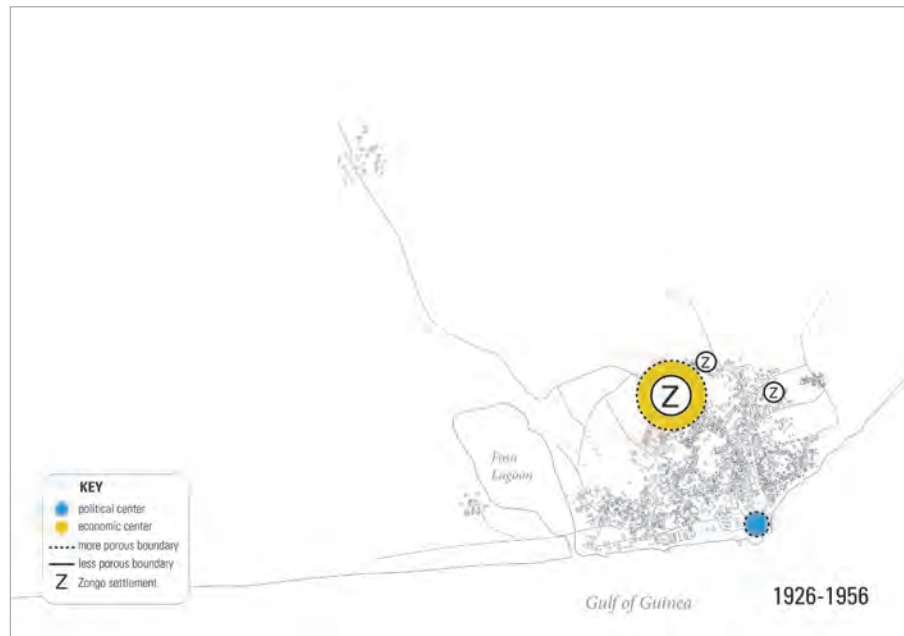 Z
Z
Z
Fosu
Lagoon
KEY
political center
economic center
more porous boundary
less porous boundary
Z Zongo settlement
Gulf of Guinea
1926-1956